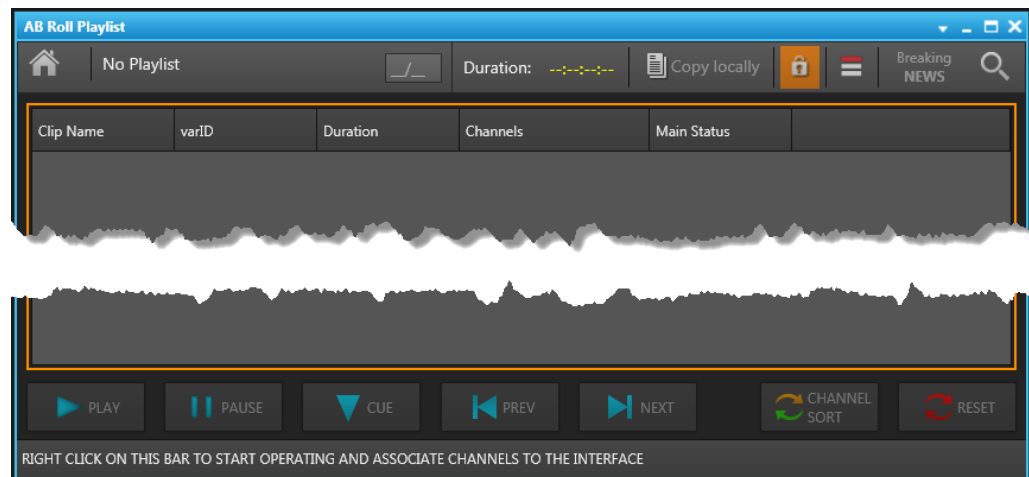 AB Roll Playlist
No Playlist
_/_
Duration: --:--:--:--
Copy locally
Breaking
NEWS
Clip Name varID Duration Channels Main Status
PLAY
PAUSE
CUE
PREV
NEXT
CHANNEL
SORT
RESET
RIGHT CLICK ON THIS BAR TO START OPERATING AND ASSOCIATE CHANNELS TO THE INTERFACE